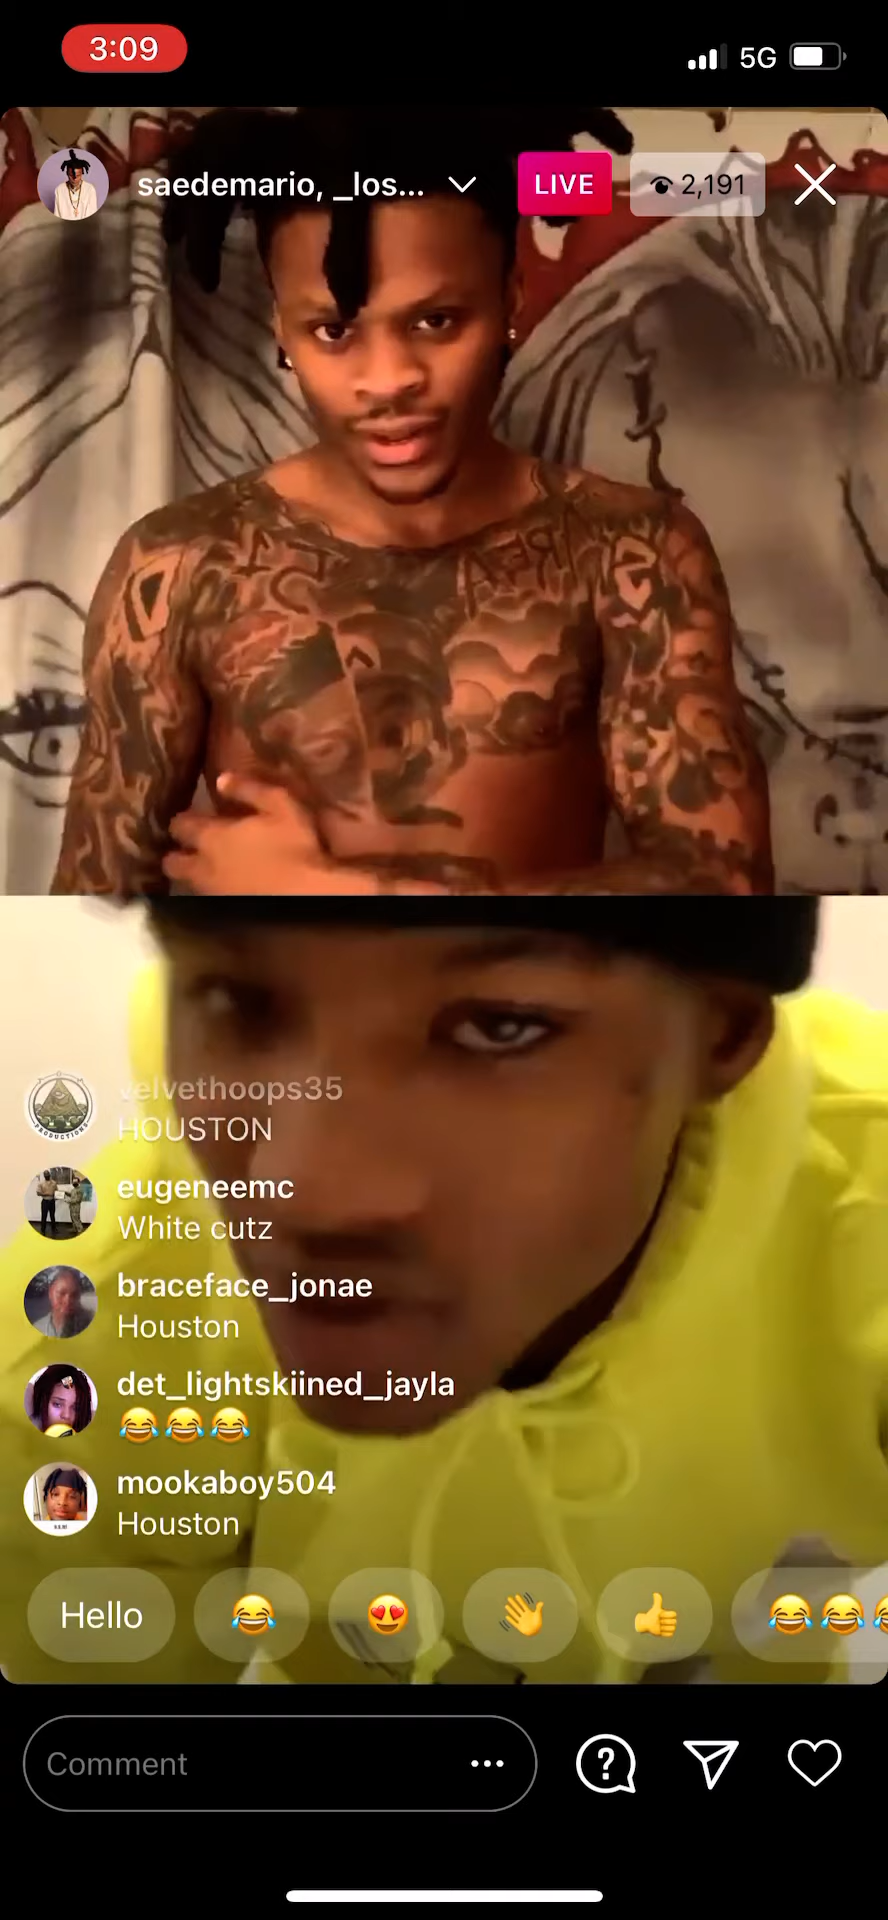 3:09
5G
saedemario, _los...
LIVE
2,191
velvethoops35
HOUSTON
eugeneemc
White cutz
braceface_jonae
Houston
det_lightskiined_jayla
😂😂😂
mookaboy504
Houston
Hello
Comment